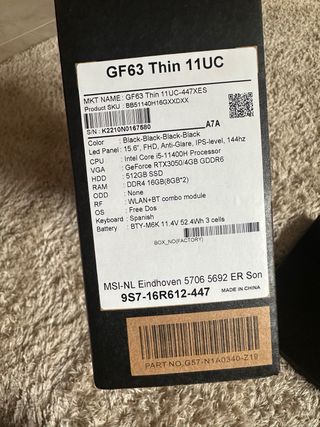 GF63 Thin 11UC
MKT NAME: GF63 Thin 11UC-447XES
Product SKU : BB51140H16GXXDXX
S/N: K2210N0167580
A7A
Color : Black-Black-Black-Black
Led Panel : 15.6", FHD, Anti-Glare, IPS-level, 144hz
CPU : Intel Core i5-11400H Processor
VGA : GeForce RTX3050/4GB GDDR6
HDD : 512GB SSD
RAM : DDR4 16GB(8GB*2)
ODD : None
RF : WLAN+BT combo module
OS : Free Dos
Keyboard : Spanish
Battery : BTY-M6K 11.4V 52.4Wh 3 cells
BOX_NO(FACTORY)
MSI-NL Eindhoven 5706 5692 ER Son
9S7-16R612-447 MADE IN CHINA
PART NO,G57-N1A0340-Z19